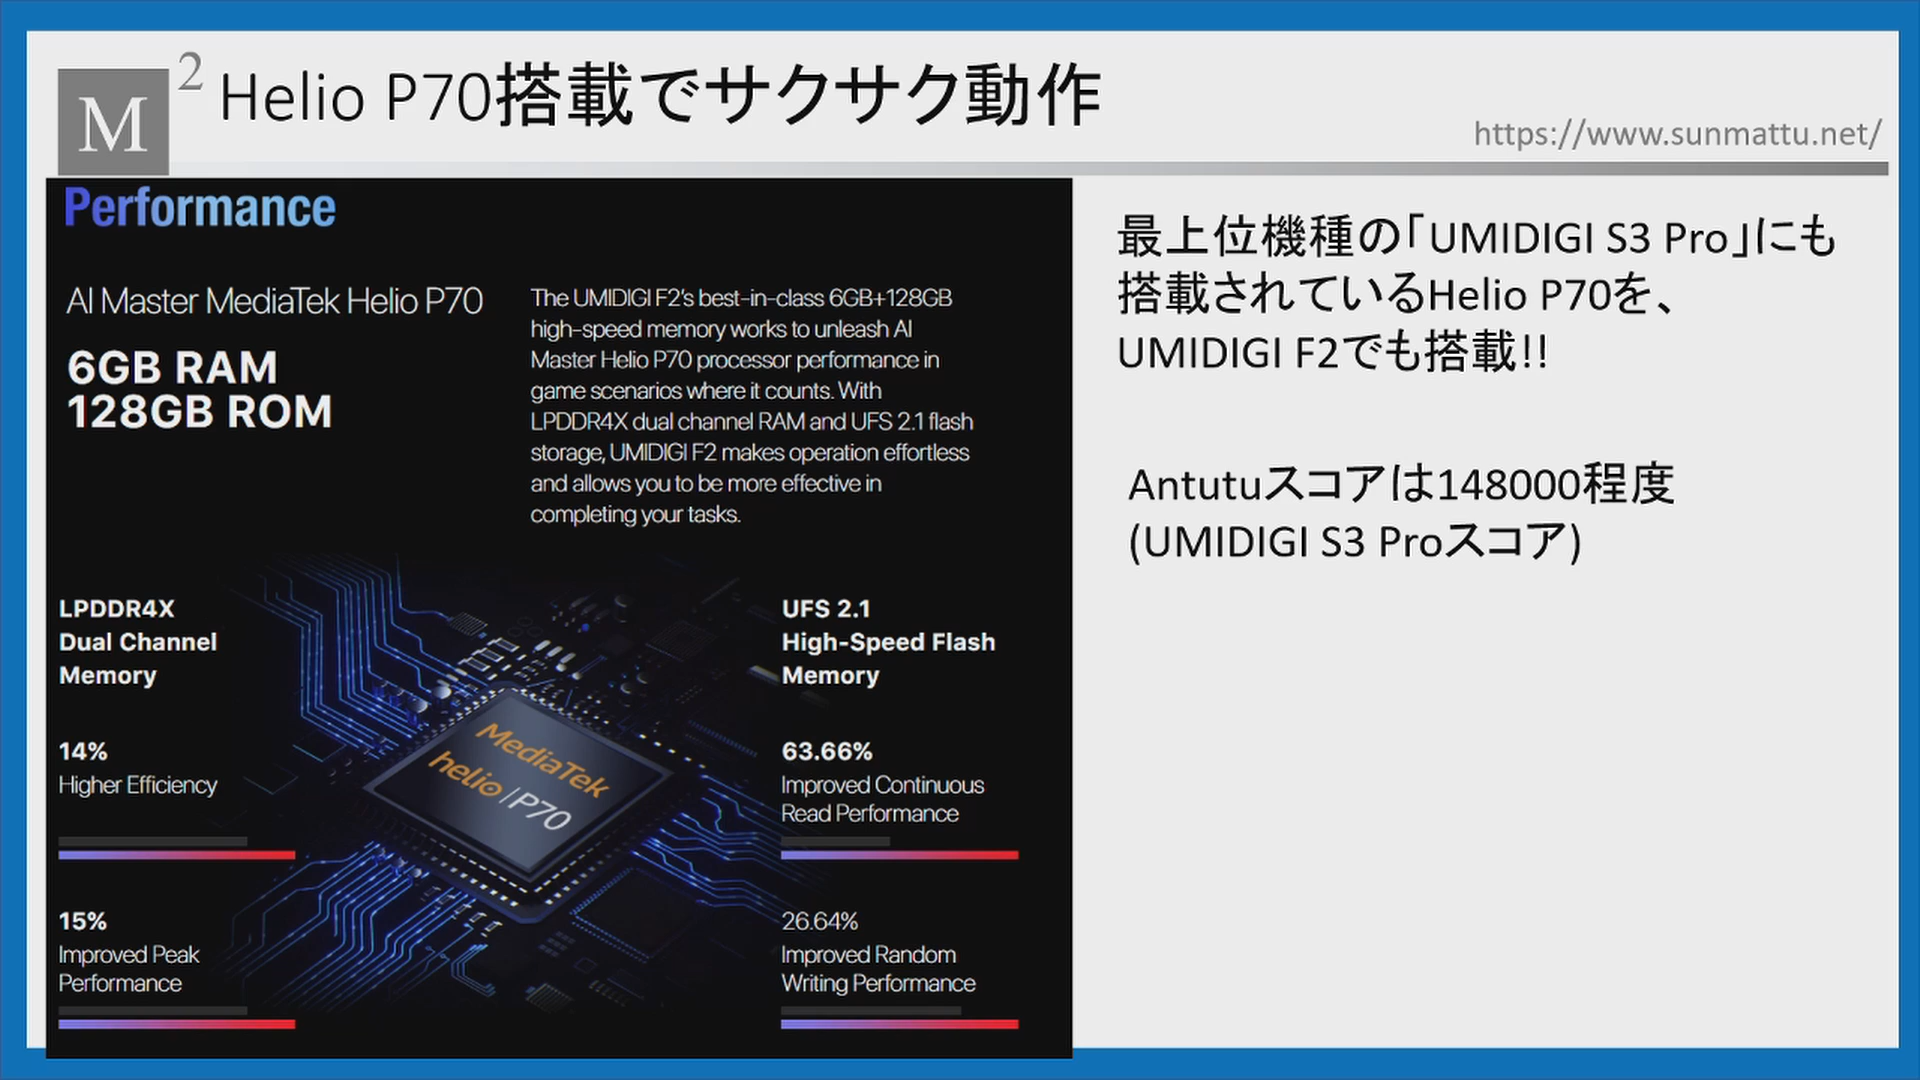 M
2
Helio P70搭載でサクサク動作
https://www.sunmattu.net/
Performance
AI Master MediaTek Helio P70
6GB RAM
128GB ROM
The UMIDIGI F2's best-in-class 6GB+128GB
high-speed memory works to unleash AI
Master Helio P70 processor performance in
game scenarios where it counts. With
LPDDR4X dual channel RAM and UFS 2.1 flash
storage, UMIDIGI F2 makes operation effortless
and allows you to be more effective in
completing your tasks.
LPDDR4X
Dual Channel
Memory
14%
Higher Efficiency
15%
Improved Peak
Performance
MediaTek
helio | P70
UFS 2.1
High-Speed Flash
Memory
63.66%
Improved Continuous
Read Performance
26.64%
Improved Random
Writing Performance
最上位機種の「UMIDIGI S3 Pro」にも
搭載されているHelio P70を、
UMIDIGI F2でも搭載!!
Antutuスコアは148000程度
(UMIDIGI S3 Proスコア)